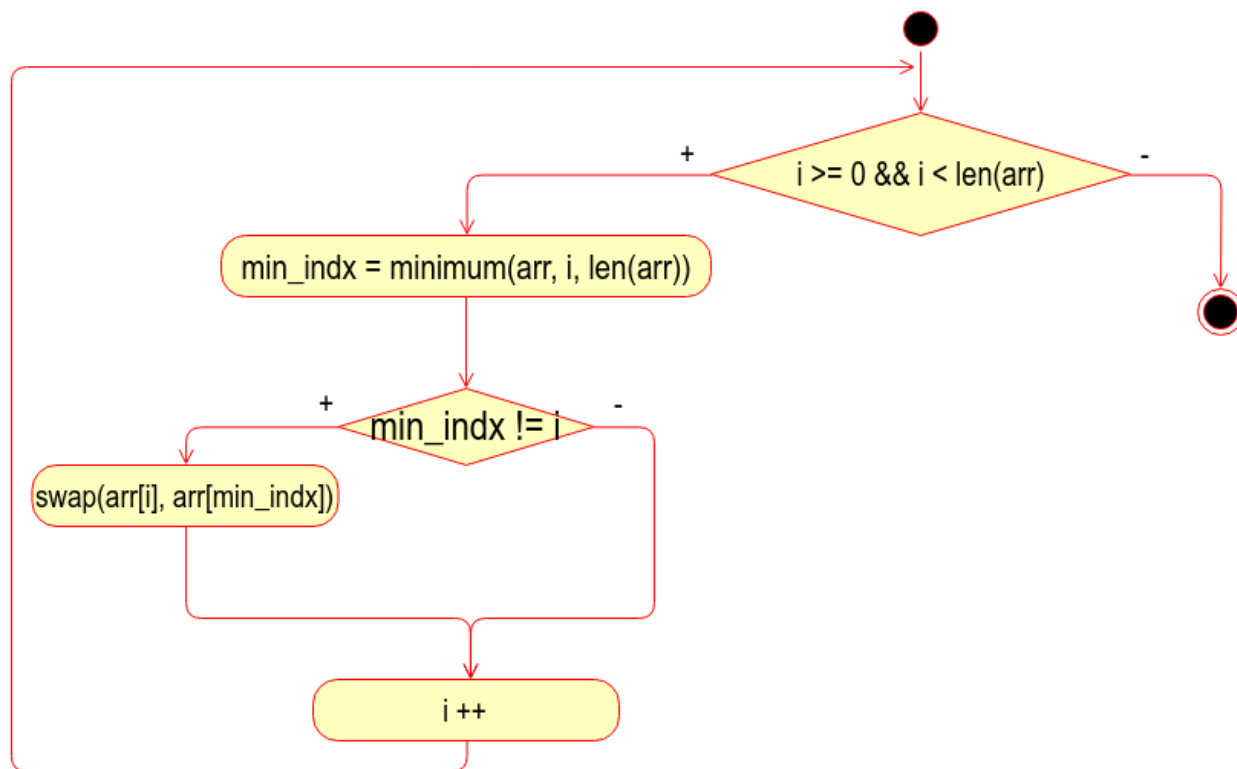 +
i >= 0 && i < len(arr)
-
min_indx = minimum(arr, i, len(arr))
+
min_indx != i
-
swap(arr[i], arr[min_indx])
i ++